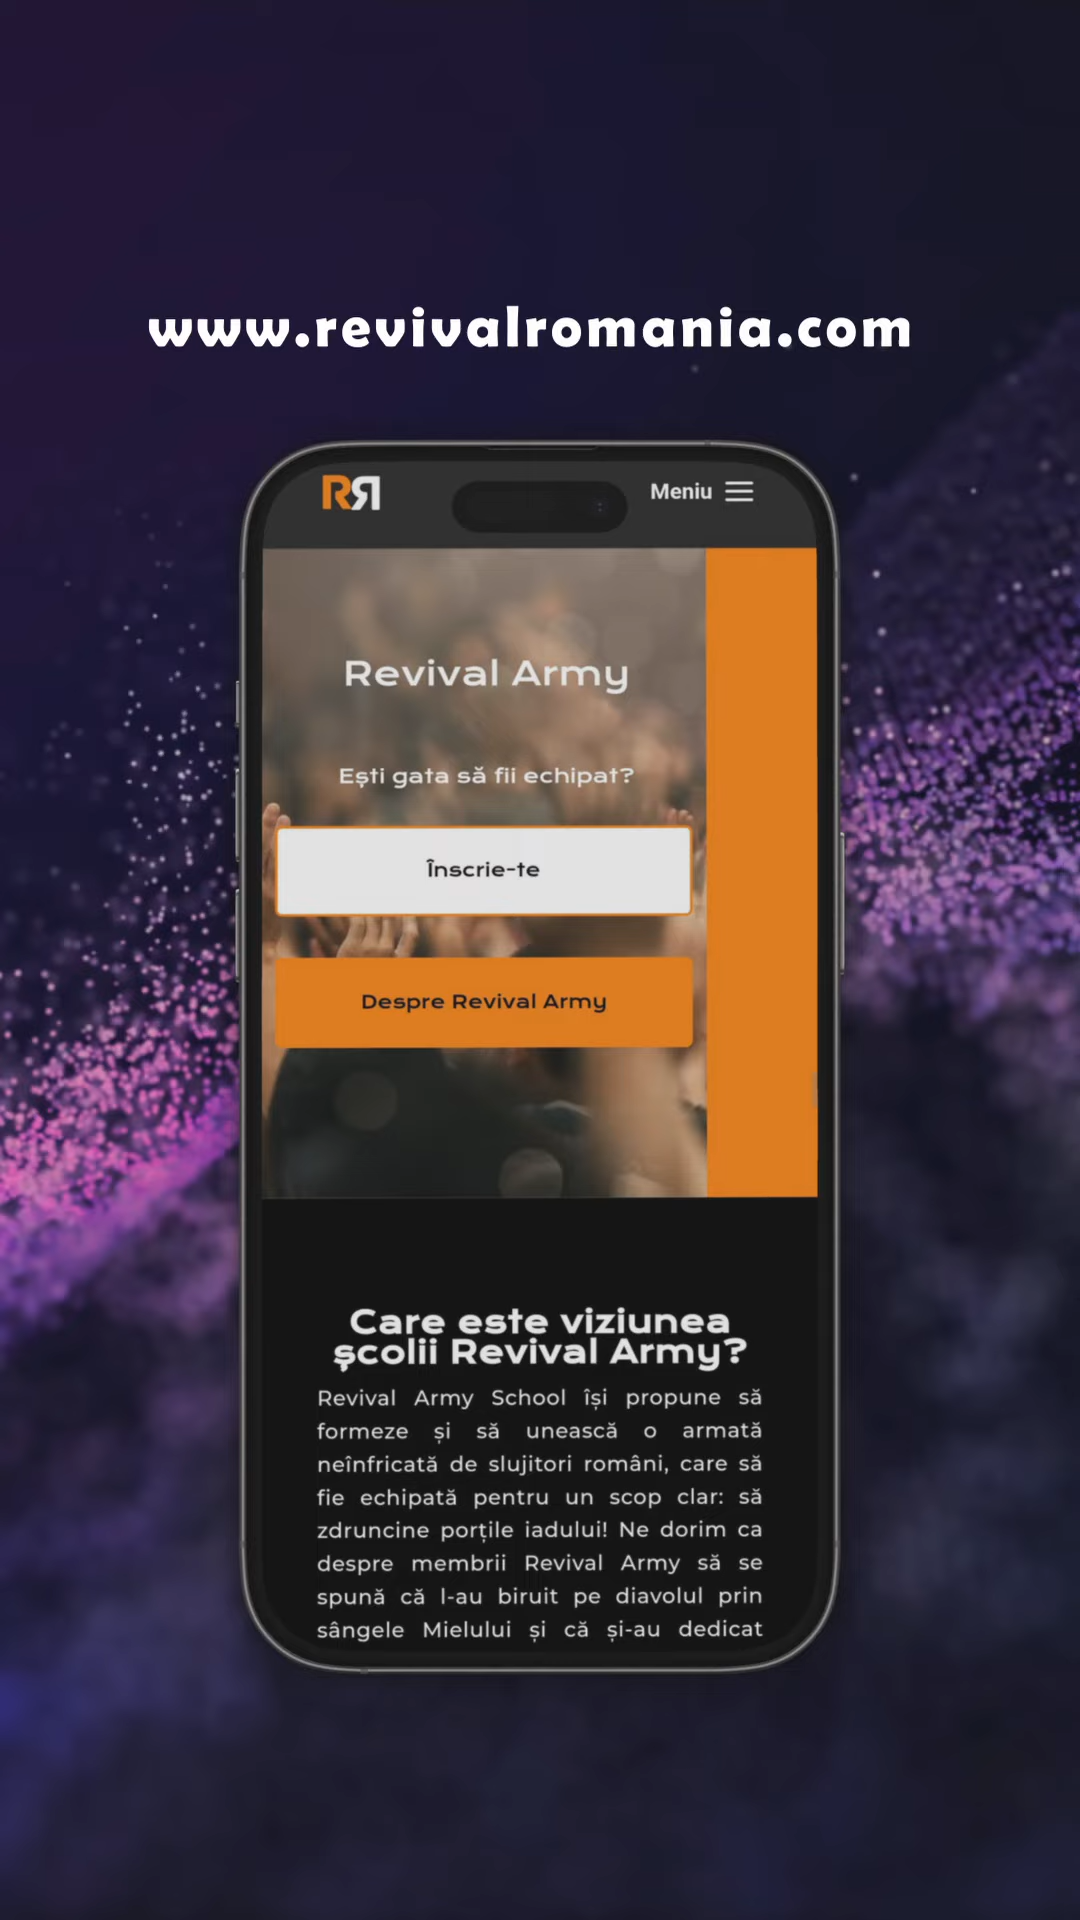 www.revivalromania.com
RR
Meniu
Revival Army
Ești gata să fii echipat?
Înscrie-te
Despre Revival Army
Care este viziunea
școlii Revival Army?
Revival Army School își propune să
formeze și să unească o armată
neînfricată de slujitori români, care să
fie echipată pentru un scop clar: să
zdruncine porțile iadului! Ne dorim ca
despre membrii Revival Army să se
spună că l-au biruit pe diavolul prin
sângele Mielului și că și-au dedicat